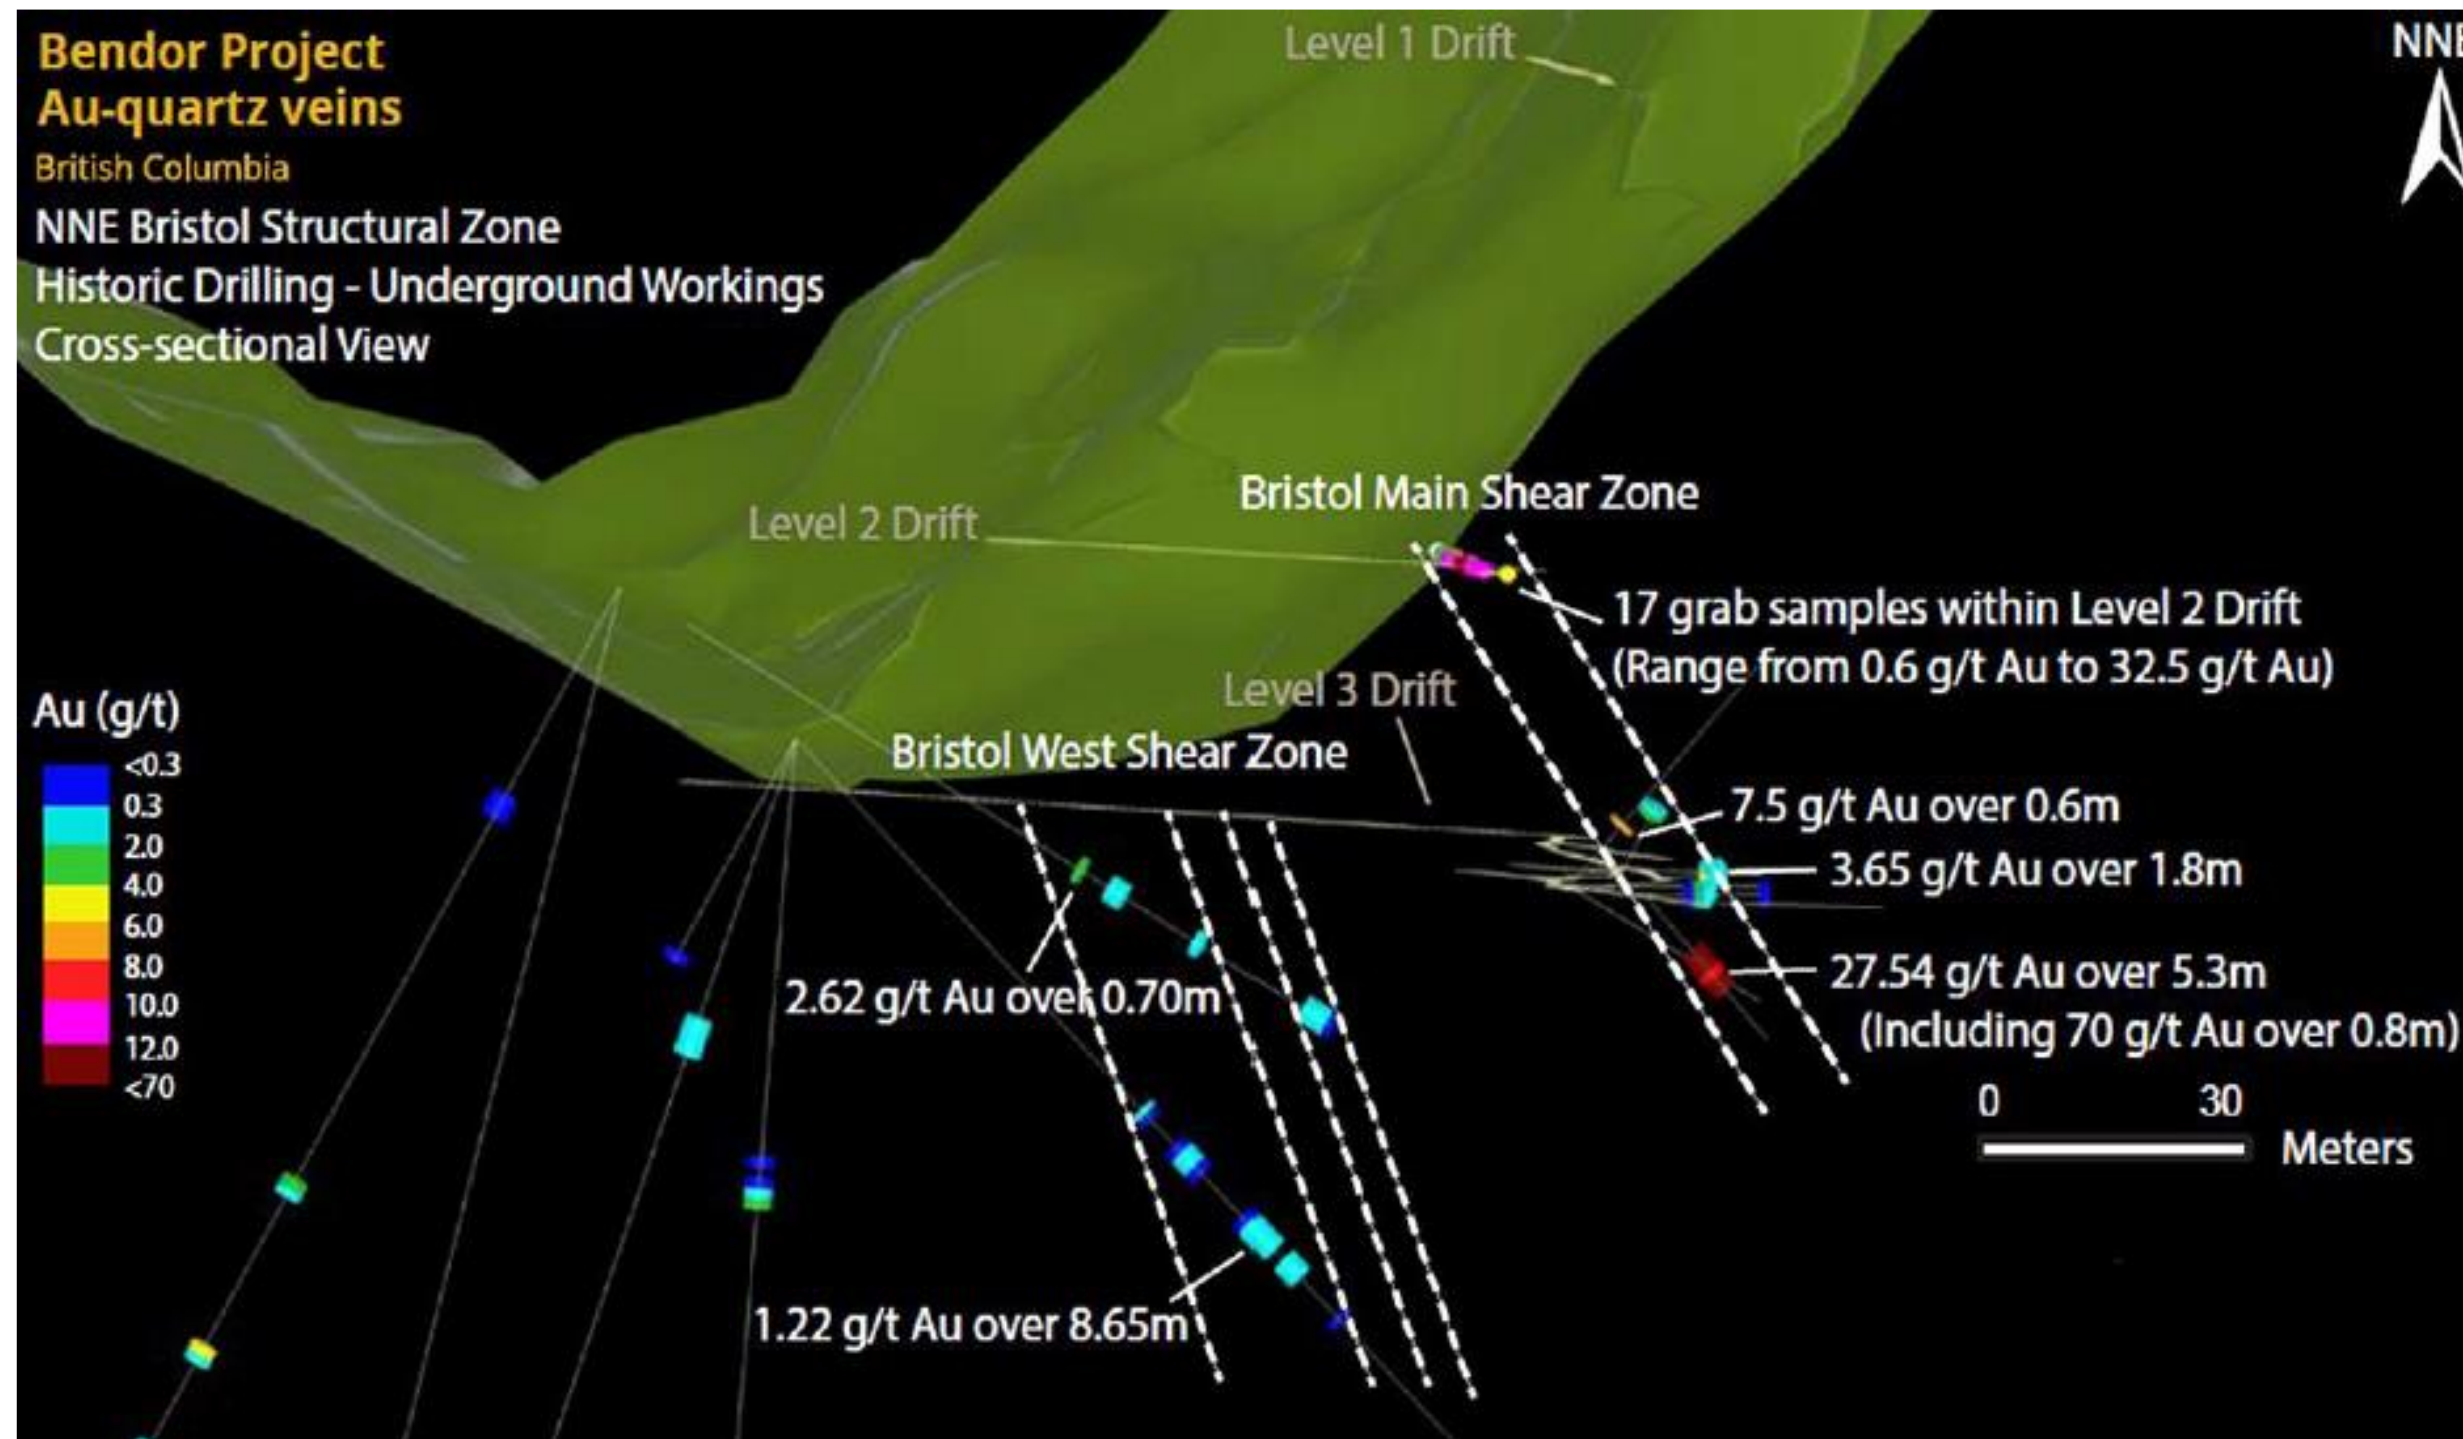 Bendor Project
Au-quartz veins
British Columbia
NNE Bristol Structural Zone
Historic Drilling - Underground Workings
Cross-sectional View
Level 1 Drift
NNE
Level 2 Drift
Bristol Main Shear Zone
17 grab samples within Level 2 Drift
(Range from 0.6 g/t Au to 32.5 g/t Au)
Level 3 Drift
Bristol West Shear Zone
7.5 g/t Au over 0.6m
3.65 g/t Au over 1.8m
27.54 g/t Au over 5.3m
(Including 70 g/t Au over 0.8m)
2.62 g/t Au over 0.70m
1.22 g/t Au over 8.65m
Au (g/t)
<0.3
0.3
2.0
4.0
6.0
8.0
10.0
12.0
<70
0 30
Meters